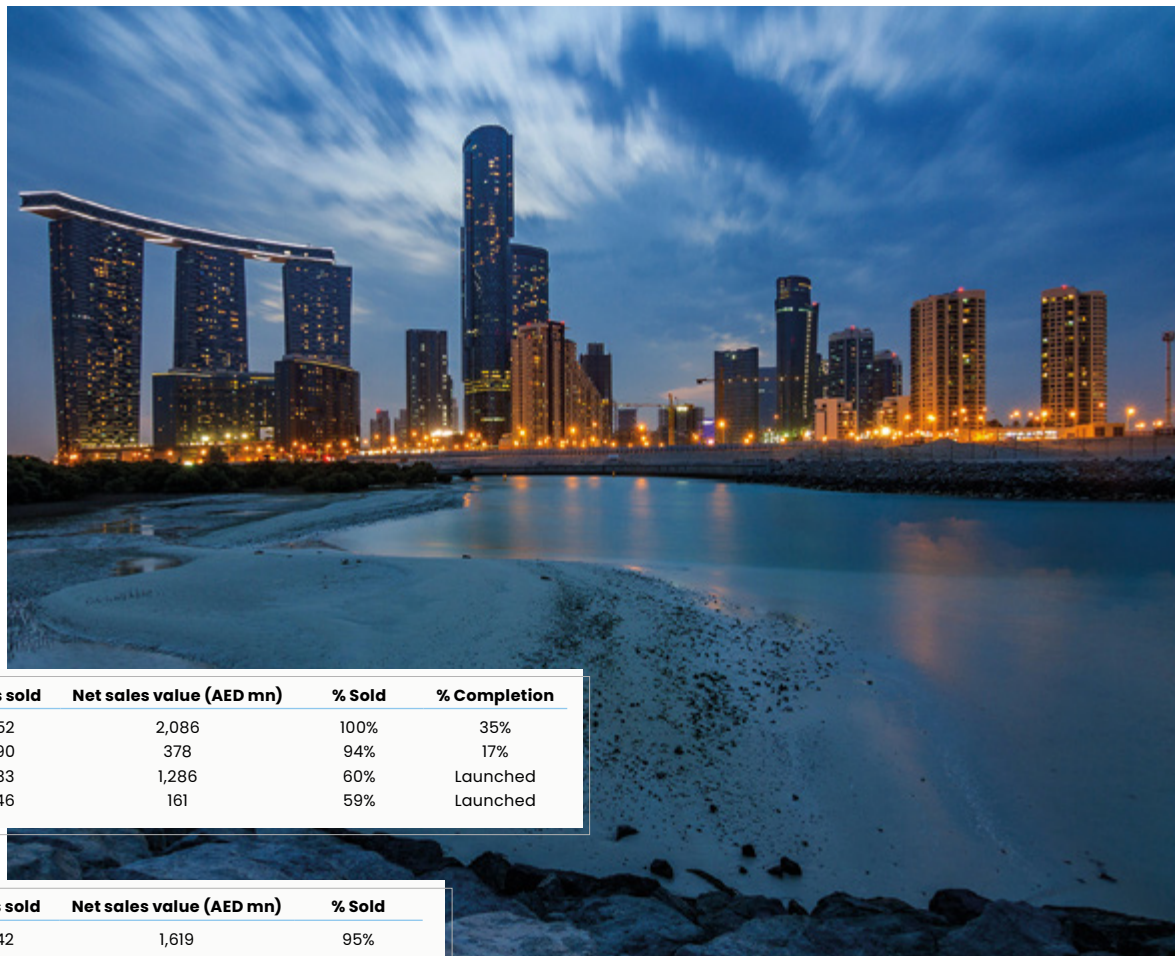 sold Net sales value (AED mn) % Sold % Completion
52 2,086 100% 35%
90 378 94% 17%
33 1,286 60% Launched
46 161 59% Launched
sold Net sales value (AED mn) % Sold
42 1,619 95%